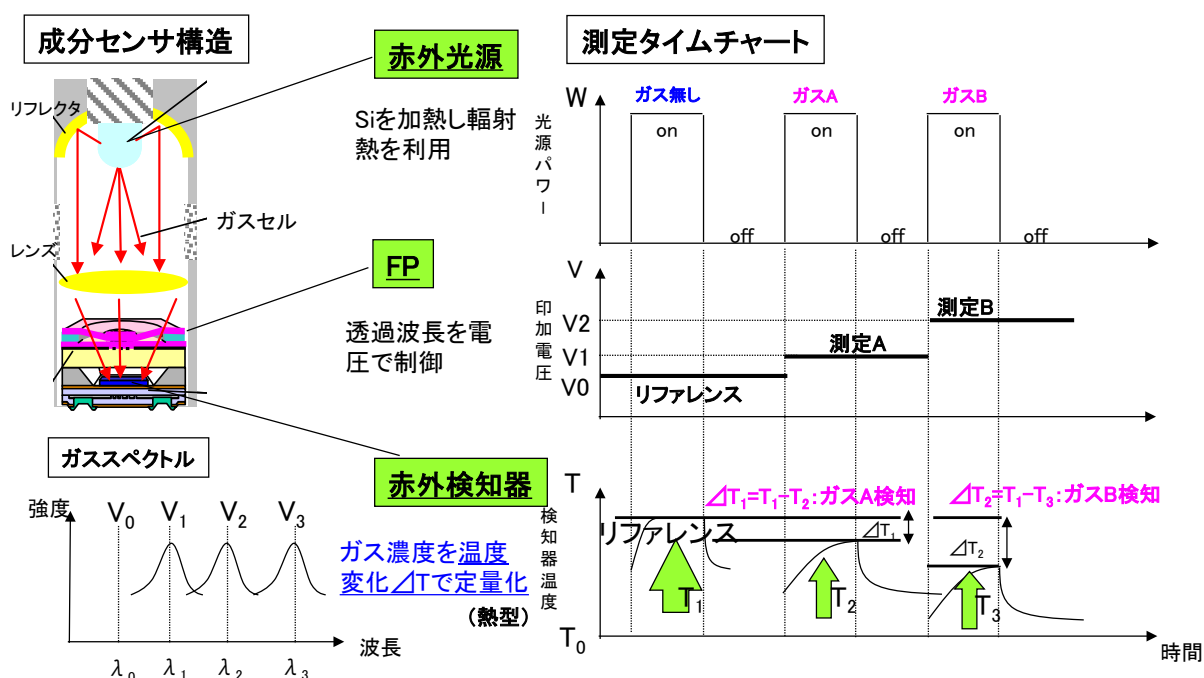 成分センサ構造
リフレクタ
ガスセル
レンズ
赤外光源
Siを加熱し輻射
熱を利用
FP
透過波長を電
圧で制御
赤外検知器
ガス濃度を温度
変化⊿Tで定量化
(熱型)
ガススペクトル
強度
V₀ V₁ V₂ V₃
波長
λ₀ λ₁ λ₂ λ₃
測定タイムチャート
W
光源パワー
ガス無し ガスA ガスB
on on on
off off off
V
印加電圧
V2
V1
V0
測定B
測定A
リファレンス
T
検知器温度
⊿T₁=T₁-T₂:ガスA検知 ⊿T₂=T₁-T₃:ガスB検知
リファレンス
⊿T₁
⊿T₂
T₁ T₂ T₃
T₀
時間